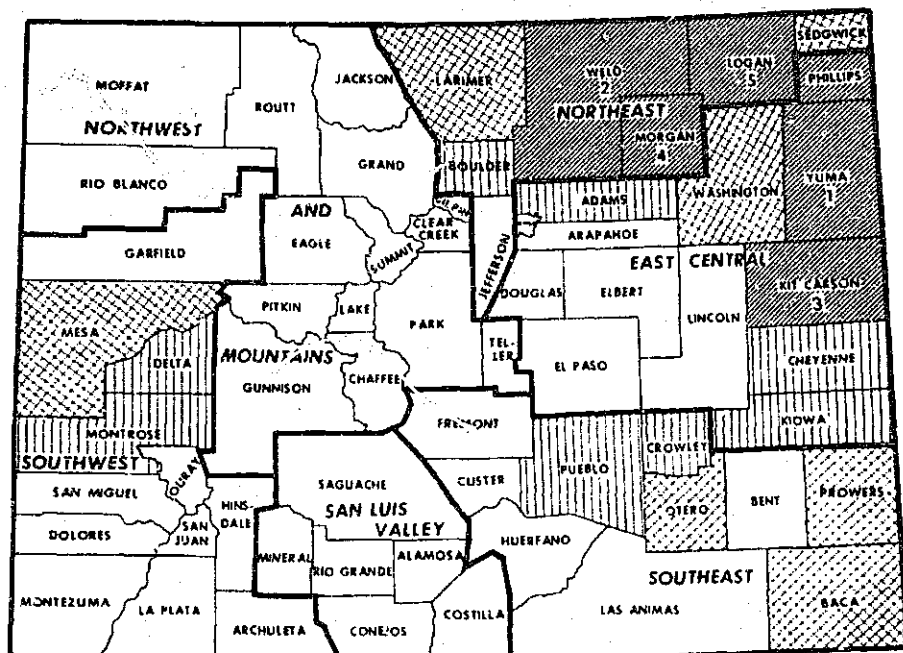 SEDGWICK
JACKSON
LARIMER
WELD
2
LOGAN
5
PHILLIPS
MOFFAT
ROUTT
NORTHWEST
NORTHEAST
MORGAN
4
GRAND
BOULDER
RIO BLANCO
WASHINGTON
YUMA
1
ADAMS
AND
CLEAR
CREEK
ARAPAHOE
GARFIELD
EAGLE
SUMMIT
JEFFERSON
EAST CENTRAL
DOUGLAS
ELBERT
KIT CARSON
3
PITKIN
LAKE
PARK
LINCOLN
MESA
TEL-
LER
DELTA
MOUNTAINS
EL PASO
CHEYENNE
GUNNISON
CHAFFEE
FREMONT
KIOWA
MONTROSE
CROWLEY
SOUTHWEST
OURAY
PUEBLO
SAN MIGUEL
HINS-
DALE
SAGUACHE
CUSTER
OTERO
BENT
PROWERS
SAN LUIS
VALLEY
DOLORES
SAN
JUAN
HUERFANO
MINERAL
RIO GRANDE
ALAMOSA
SOUTHEAST
MONTEZUMA
LA PLATA
COSTILLA
LAS ANIMAS
BACA
ARCHULETA
CONEJOS